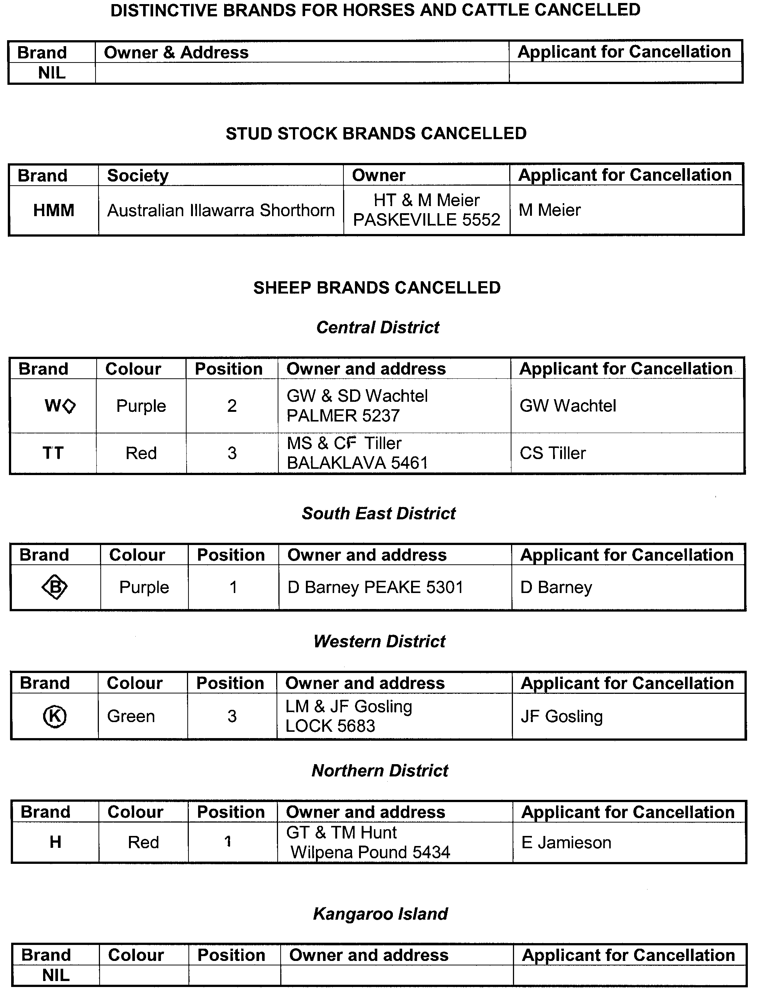 DISTINCTIVE BRANDS FOR HORSES AND CATTLE CANCELLED
Brand Owner & Address Applicant for Cancellation
NIL
STUD STOCK BRANDS CANCELLED
Brand Society Owner Applicant for Cancellation
HMM Australian Illawarra Shorthorn HT & M Meier PASKEVILLE 5552 M Meier
SHEEP BRANDS CANCELLED
Central District
Brand Colour Position Owner and address Applicant for Cancellation
W◇ Purple 2 GW & SD Wachtel PALMER 5237 GW Wachtel
TT Red 3 MS & CF Tiller BALAKLAVA 5461 CS Tiller
South East District
Brand Colour Position Owner and address Applicant for Cancellation
B Purple 1 D Barney PEAKE 5301 D Barney
Western District
Brand Colour Position Owner and address Applicant for Cancellation
K Green 3 LM & JF Gosling LOCK 5683 JF Gosling
Northern District
Brand Colour Position Owner and address Applicant for Cancellation
H Red 1 GT & TM Hunt Wilpena Pound 5434 E Jamieson
Kangaroo Island
Brand Colour Position Owner and address Applicant for Cancellation
NIL